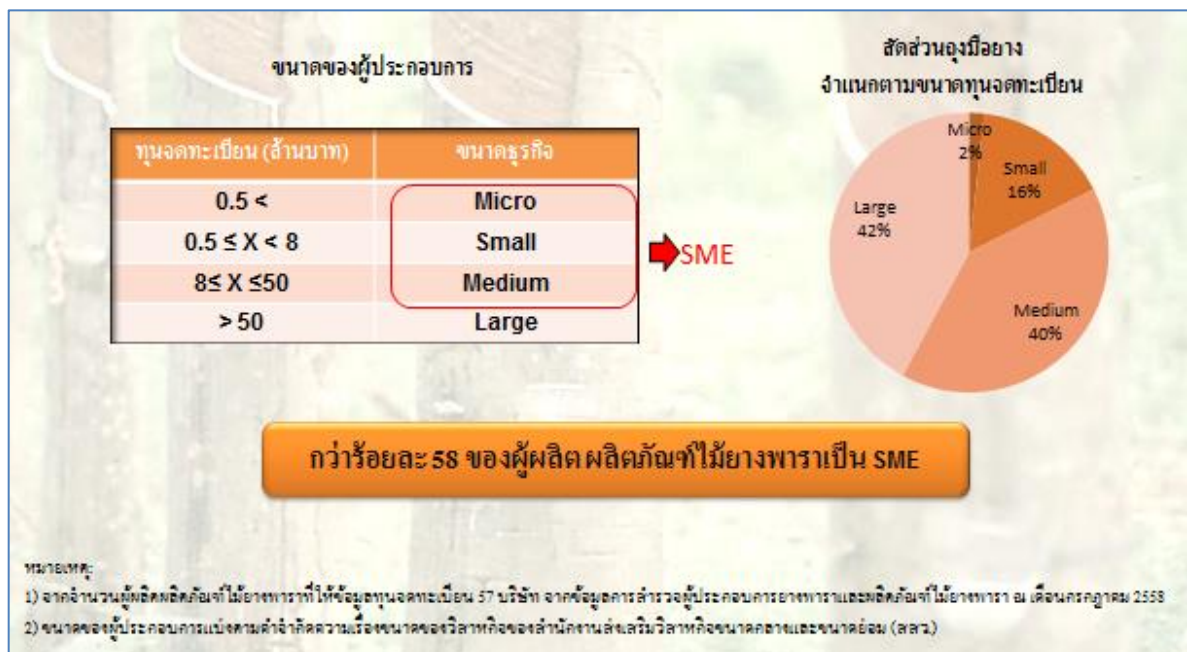 ขนาดของผู้ประกอบการ
ทุนจดทะเบียน (ล้านบาท) ขนาดธุรกิจ
0.5 < Micro
0.5 ≤ X < 8 Small
8≤ X ≤50 Medium
> 50 Large
SME
สัดส่วนถุงมือยาง
จำแนกตามขนาดทุนจดทะเบียน
Micro
2%
Small
16%
Large
42%
Medium
40%
กว่าร้อยละ 58 ของผู้ผลิต ผลิตภัณฑ์ไม้ยางพาราเป็น SME
หมายเหตุ:
1) จากจำนวนผู้ผลิตผลิตภัณฑ์ไม้ยางพาราที่ให้ข้อมูลทุนจดทะเบียน 57 บริษัท จากข้อมูลการสำรวจผู้ประกอบการยางพาราและผลิตภัณฑ์ไม้ยางพารา ณ เดือนกรกฎาคม 2558
2) ขนาดของผู้ประกอบการแบ่งตามคำจำกัดความเรื่องขนาดของวิสาหกิจของสำนักงานส่งเสริมวิสาหกิจขนาดกลางและขนาดย่อม (สสว.)